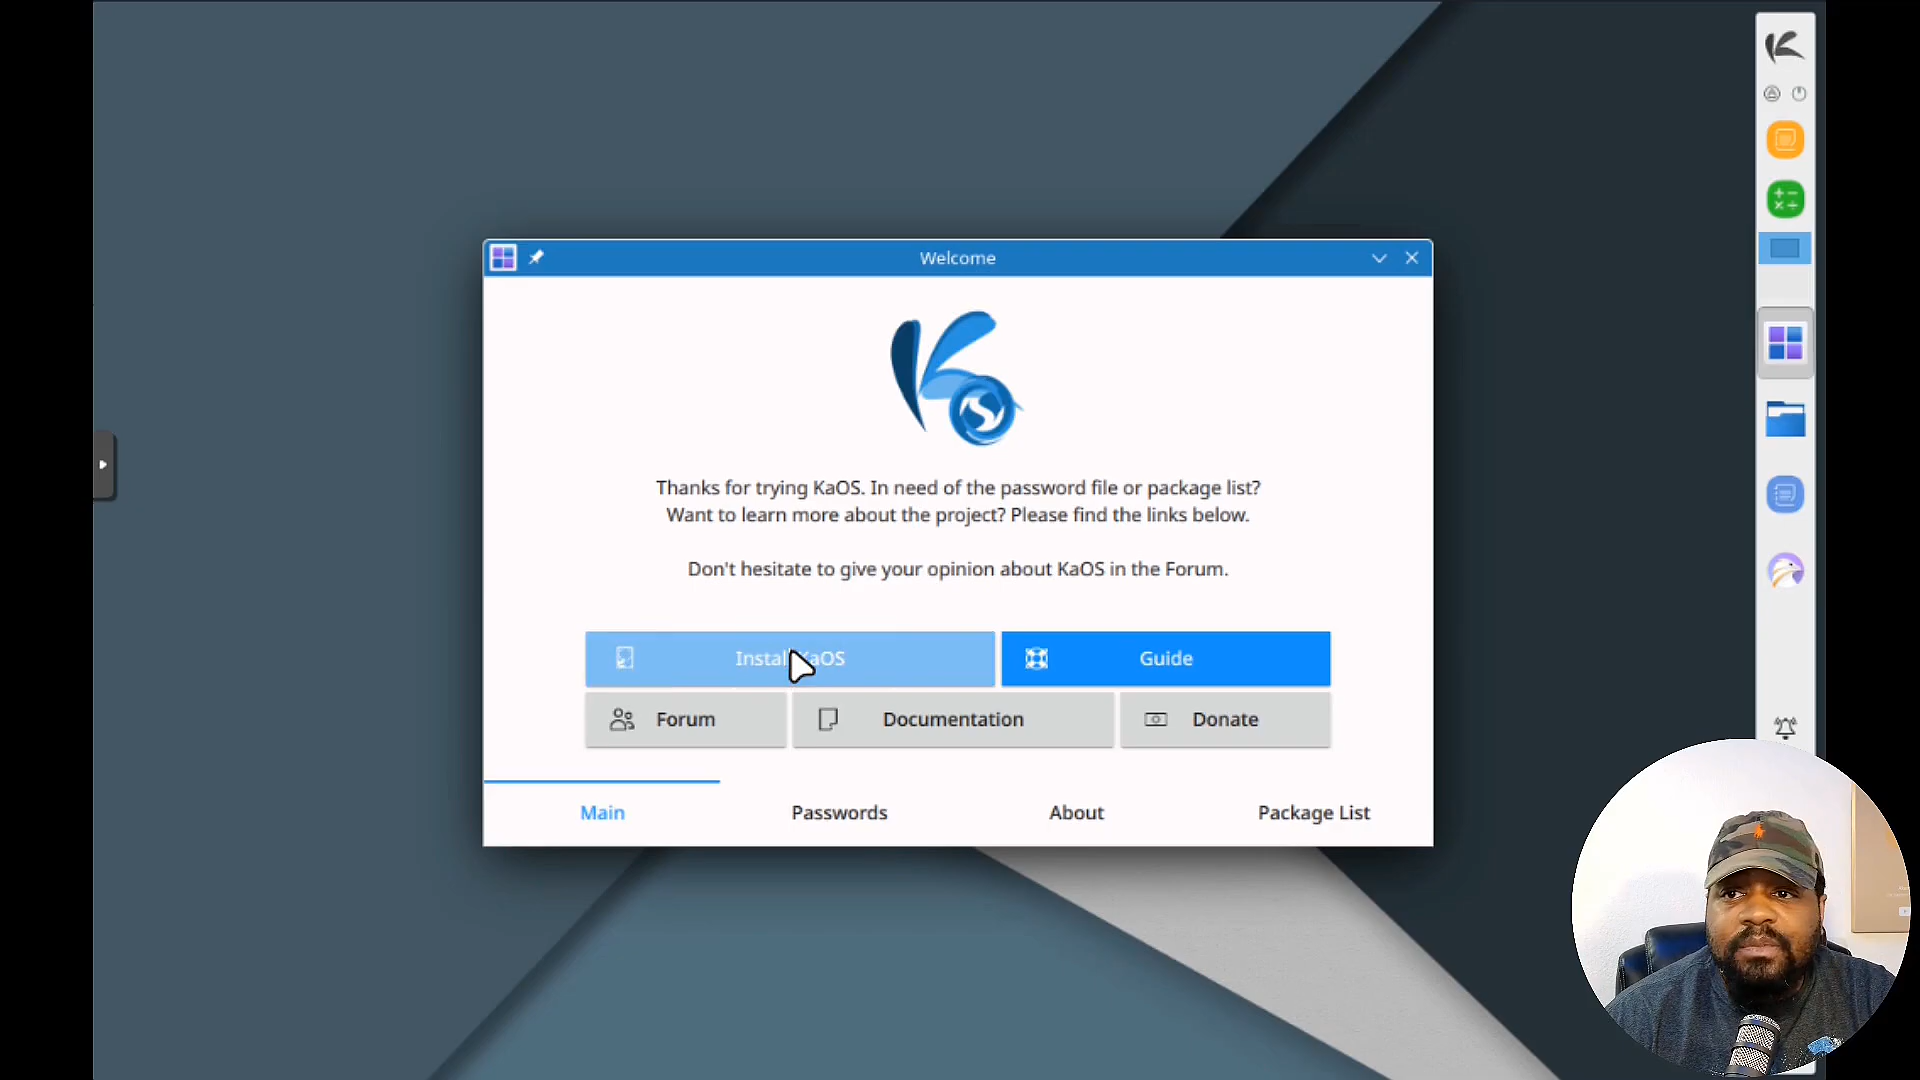 Welcome
Thanks for trying KaOS. In need of the password file or package list?
Want to learn more about the project? Please find the links below.
Don't hesitate to give your opinion about KaOS in the Forum.
Install KaOS
Guide
Forum
Documentation
Donate
Main
Passwords
About
Package List